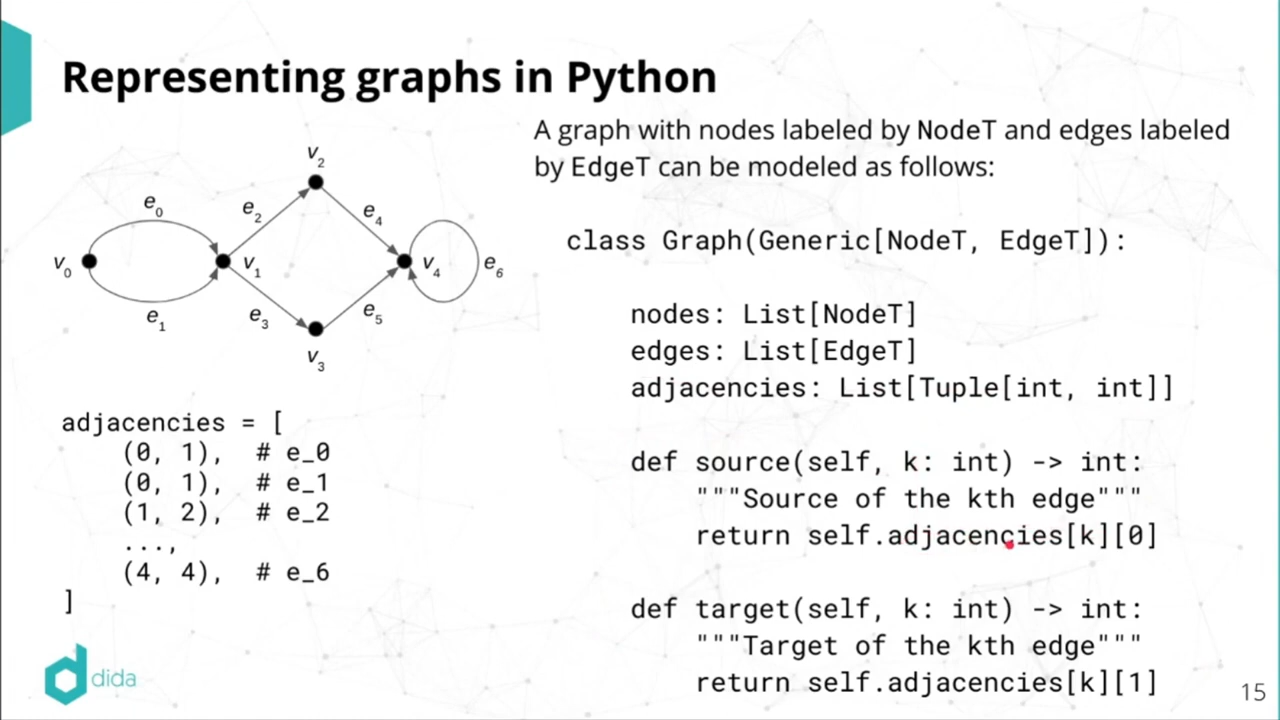 Representing graphs in Python
A graph with nodes labeled by NodeT and edges labeled
by EdgeT can be modeled as follows:
v₂
e₀
e₂
e₄
v₀
v₁
v₄
e₆
e₁
e₃
e₅
v₃
adjacencies = [
    (0, 1),  # e_0
    (0, 1),  # e_1
    (1, 2),  # e_2
    ...,
    (4, 4),  # e_6
]
class Graph(Generic[NodeT, EdgeT]):
    nodes: List[NodeT]
    edges: List[EdgeT]
    adjacencies: List[Tuple[int, int]]
    def source(self, k: int) -> int:
        """Source of the kth edge"""
        return self.adjacencies[k][0]
    def target(self, k: int) -> int:
        """Target of the kth edge"""
        return self.adjacencies[k][1]
dida
15